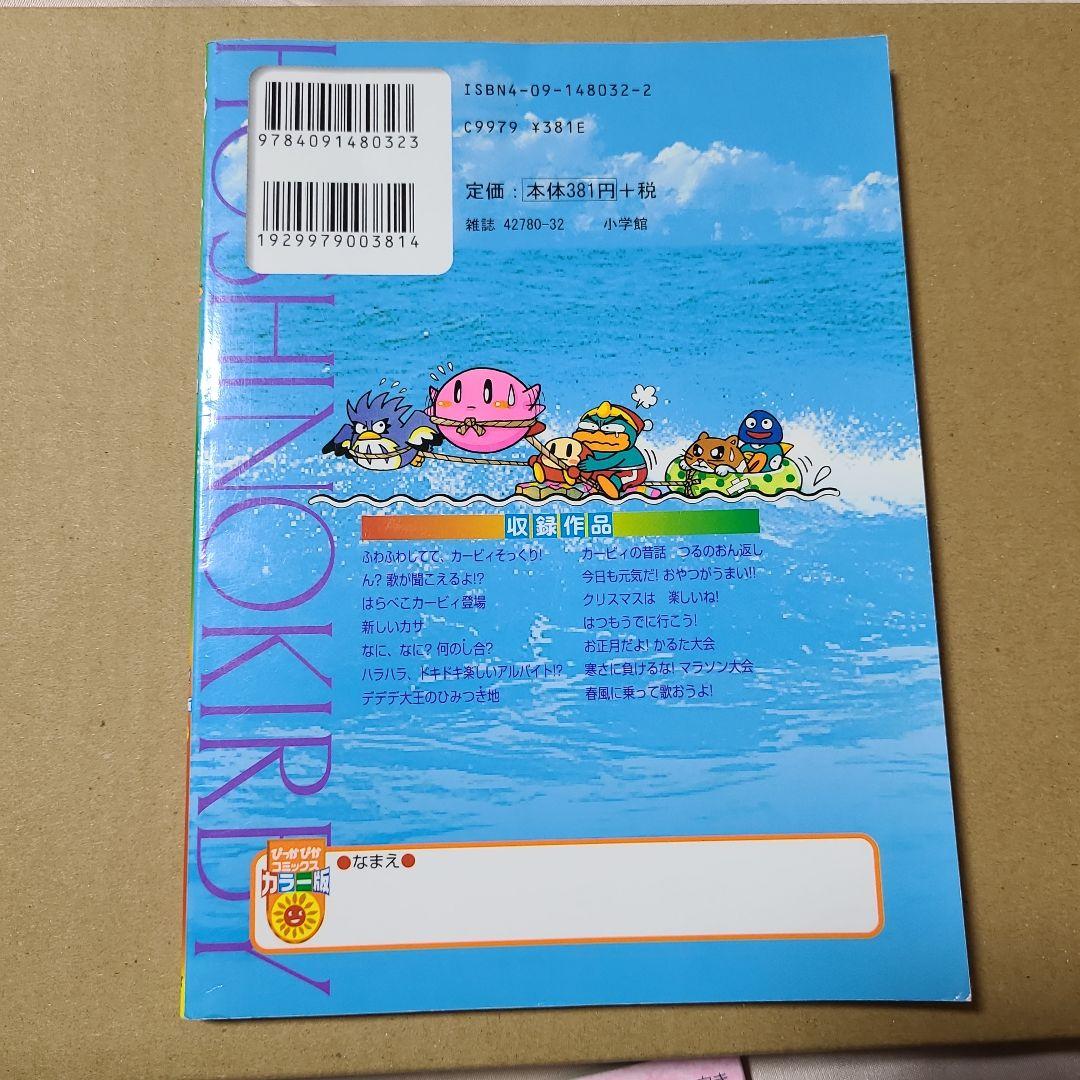 HOSHINOKIRBY
ISBN4-09-148032-2
C9979 ¥381E
9784091480323
定価：本体381円＋税
雑誌 42780-32 小学館
1929979003814
収録作品
ふわふわしてて、カービィそっくり！
ん？歌が聞こえるよ!?
はらぺこカービィ登場
新しいカサ
なに、なに？何のし合？
ハラハラ、ドキドキ楽しいアルバイト!?
デデデ大王のひみつき地
カービィの昔話：つるのおん返し
今日も元気だ！おやつがうまい!!
クリスマスは 楽しいね！
はつもうでに行こう！
お正月だよ！かるた大会
寒さに負けるな！マラソン大会
春風に乗って歌おうよ！
ぴっかぴか
コミックス
カラー版
●なまえ●